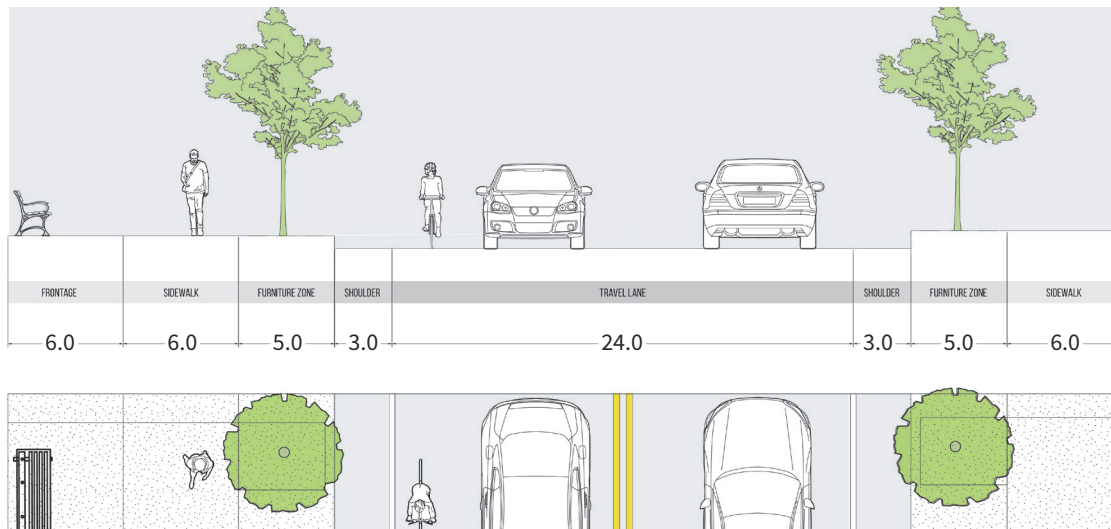 FRONTAGE SIDEWALK FURNITURE ZONE SHOULDER TRAVEL LANE SHOULDER FURNITURE ZONE SIDEWALK
6.0 6.0 5.0 3.0 24.0 3.0 5.0 6.0